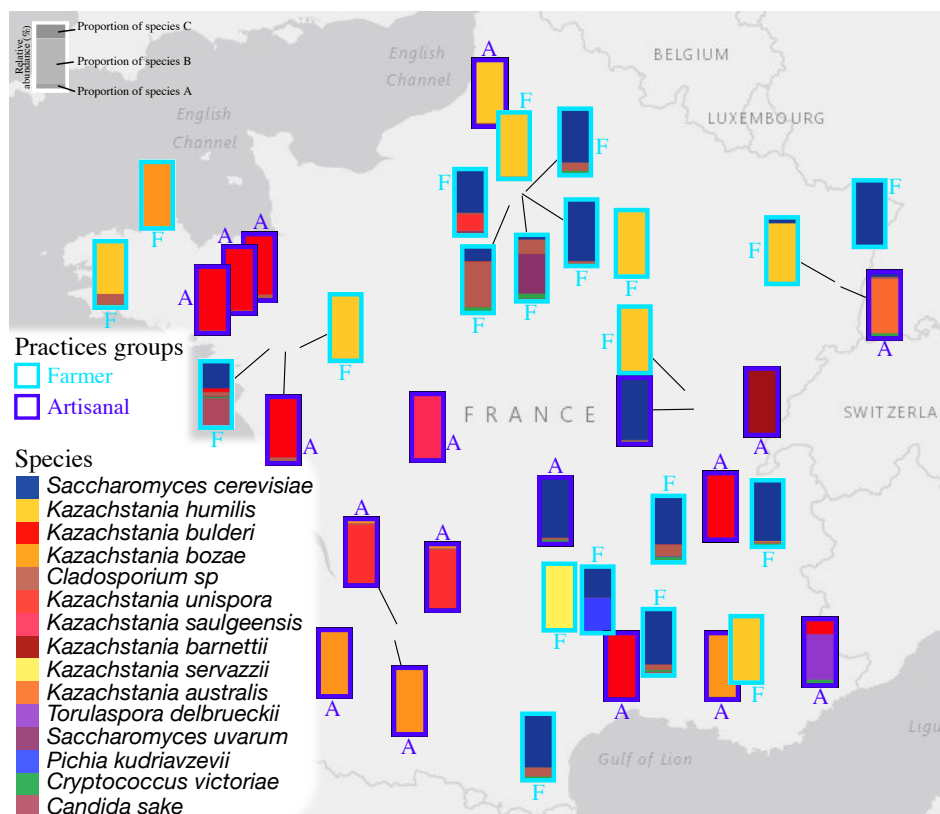 Relative
abundance (%)
Proportion of species C
Proportion of species B
Proportion of species A
English
Channel
English
Channel
BELGIUM
LUXEMBOURG
FRANCE
SWITZERLA
Gulf of Lion
Ligu
A
F
F
F
F
F
F
F
F
F
F
A
F
F
A
A
A
F
F
F
A
A
F
A
A
A
A
A
F
F
F
F
F
A
A
A
A
F
A
F
Practices groups
Farmer
Artisanal
Species
Saccharomyces cerevisiae
Kazachstania humilis
Kazachstania bulderi
Kazachstania bozae
Cladosporium sp
Kazachstania unispora
Kazachstania saulgeensis
Kazachstania barnettii
Kazachstania servazzii
Kazachstania australis
Torulaspora delbrueckii
Saccharomyces uvarum
Pichia kudriavzevii
Cryptococcus victoriae
Candida sake